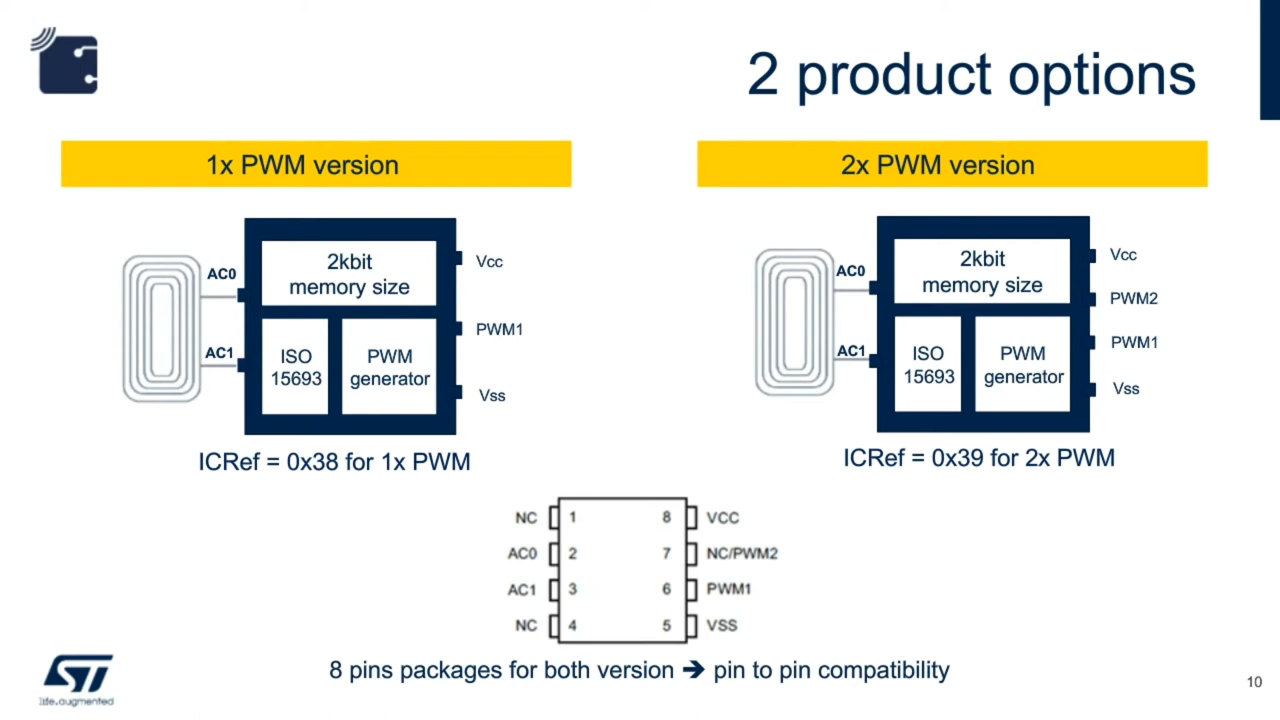 2 product options
1x PWM version
2kbit
memory size
AC0
AC1
ISO
15693
PWM
generator
Vcc
PWM1
Vss
ICRef = 0x38 for 1x PWM
2x PWM version
2kbit
memory size
AC0
AC1
ISO
15693
PWM
generator
Vcc
PWM2
PWM1
Vss
ICRef = 0x39 for 2x PWM
NC 1 8 VCC
AC0 2 7 NC/PWM2
AC1 3 6 PWM1
NC 4 5 VSS
8 pins packages for both version ➔ pin to pin compatibility
ST
life.augmented
10